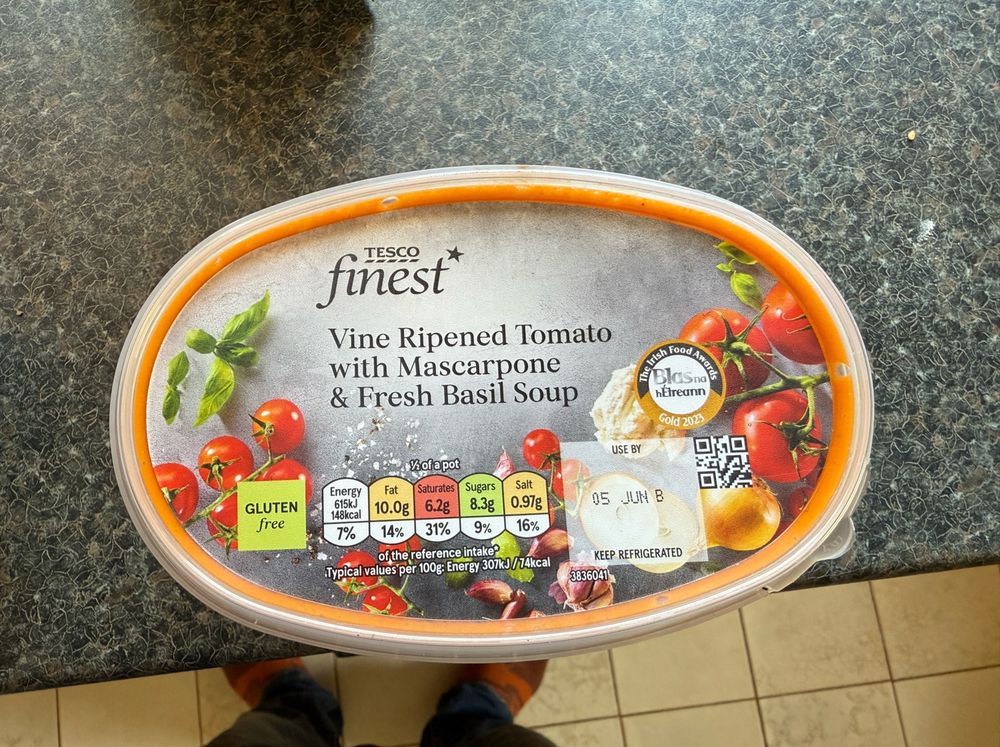 TESCO
finest*
Vine Ripened Tomato
with Mascarpone
& Fresh Basil Soup
The Irish Food Awards
Blas na
hÉireann
Gold 2023
GLUTEN
free
½ of a pot
Energy
615kJ
148kcal
7%
Fat
10.0g
14%
Saturates
6.2g
31%
Sugars
8.3g
9%
Salt
0.97g
16%
of the reference intake*
Typical values per 100g: Energy 307kJ / 74kcal
USE BY
05 JUN B
KEEP REFRIGERATED
3836041